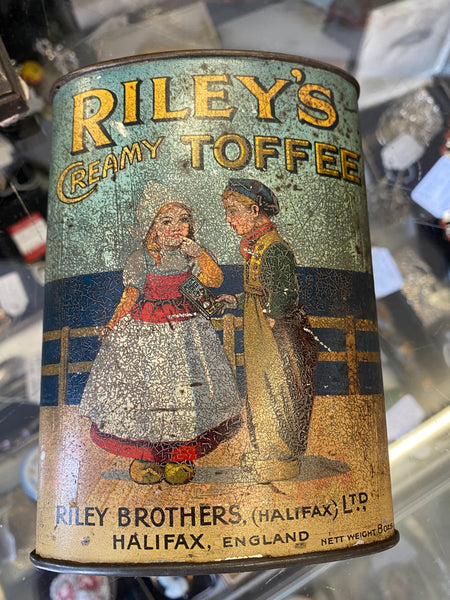 RILEY'S
CREAMY TOFFEE
RILEY BROTHERS, (HALIFAX) LTD,
HALIFAX, ENGLAND NETT WEIGHT